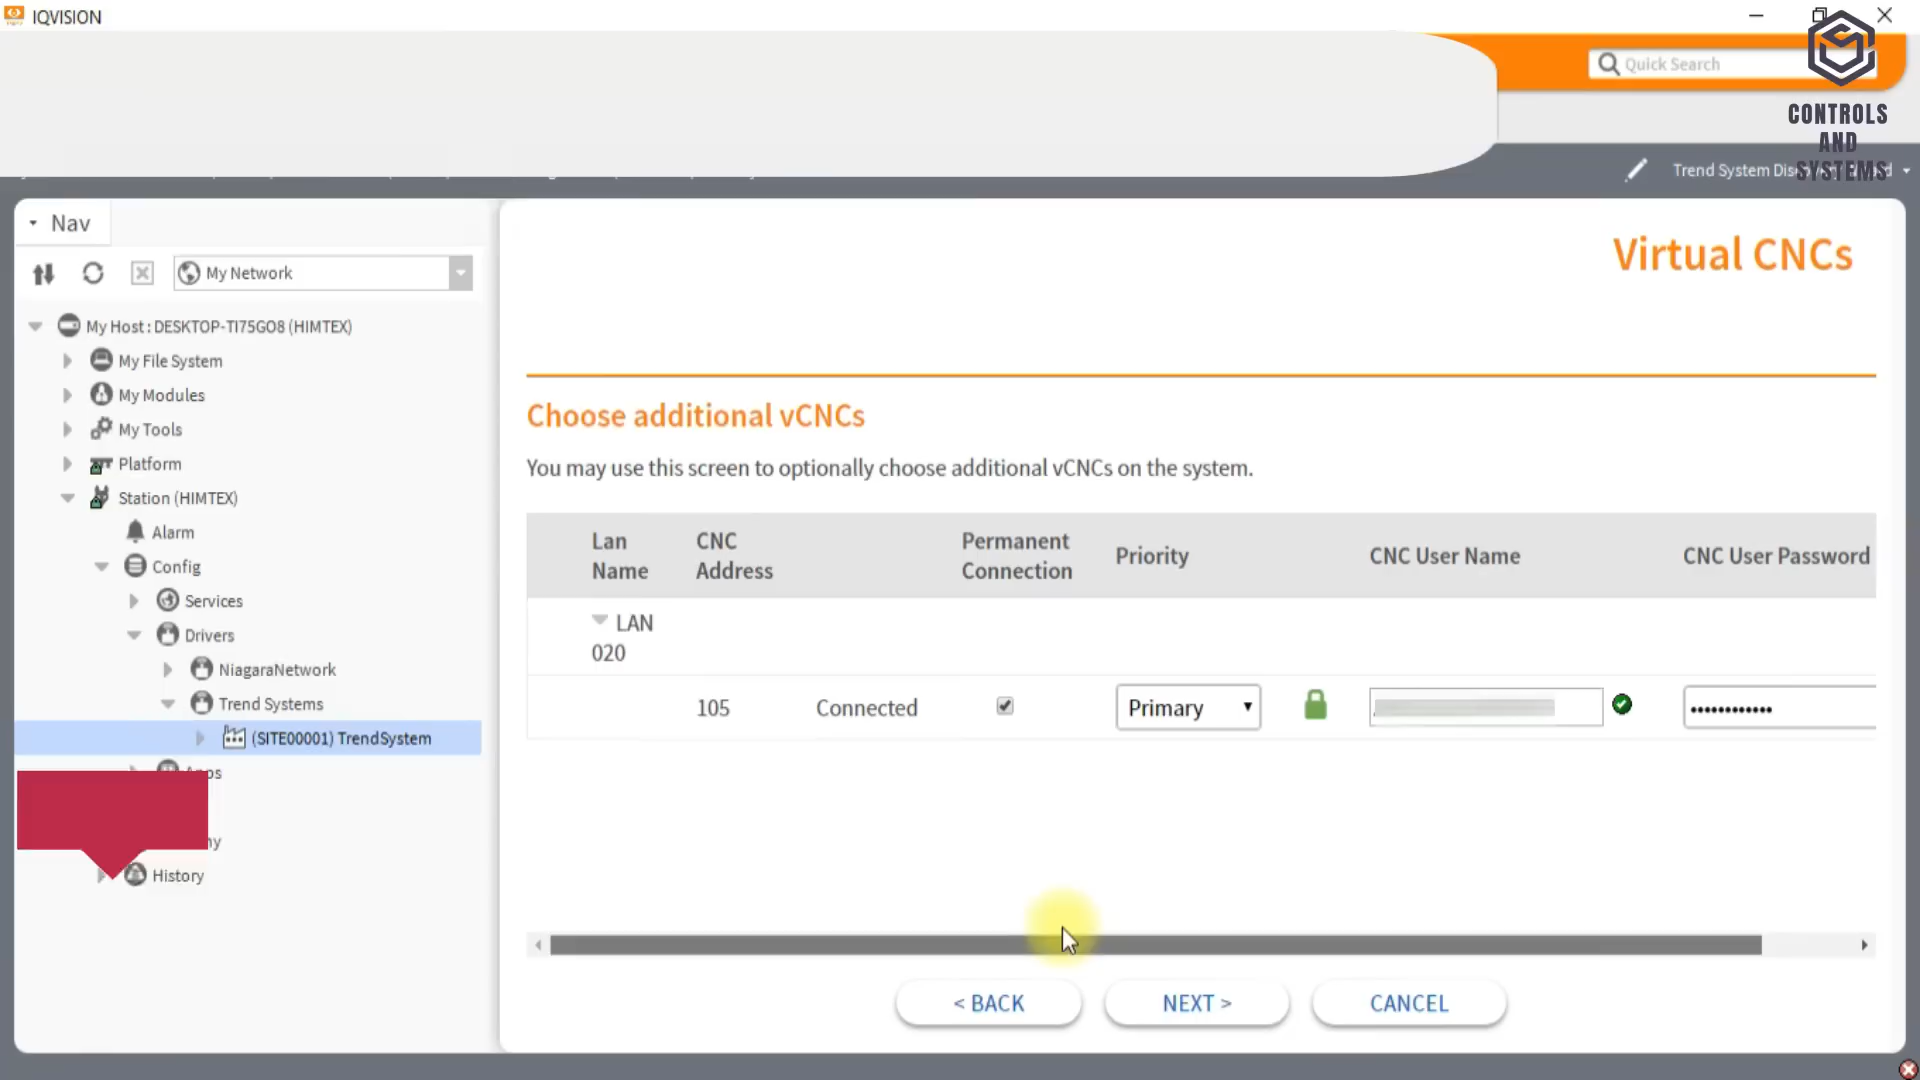 IQVISION
Quick Search
CONTROLS
AND
SYSTEMS
Trend System
Nav
My Network
My Host : DESKTOP-TI75GO8 (HIMTEX)
My File System
My Modules
My Tools
Platform
Station (HIMTEX)
Alarm
Config
Services
Drivers
NiagaraNetwork
Trend Systems
(SITE00001) TrendSystem
History
Virtual CNCs
Choose additional vCNCs
You may use this screen to optionally choose additional vCNCs on the system.
Lan Name
CNC Address
Permanent Connection
Priority
CNC User Name
CNC User Password
LAN 020
105 Connected Primary ••••••••••••
< BACK NEXT > CANCEL